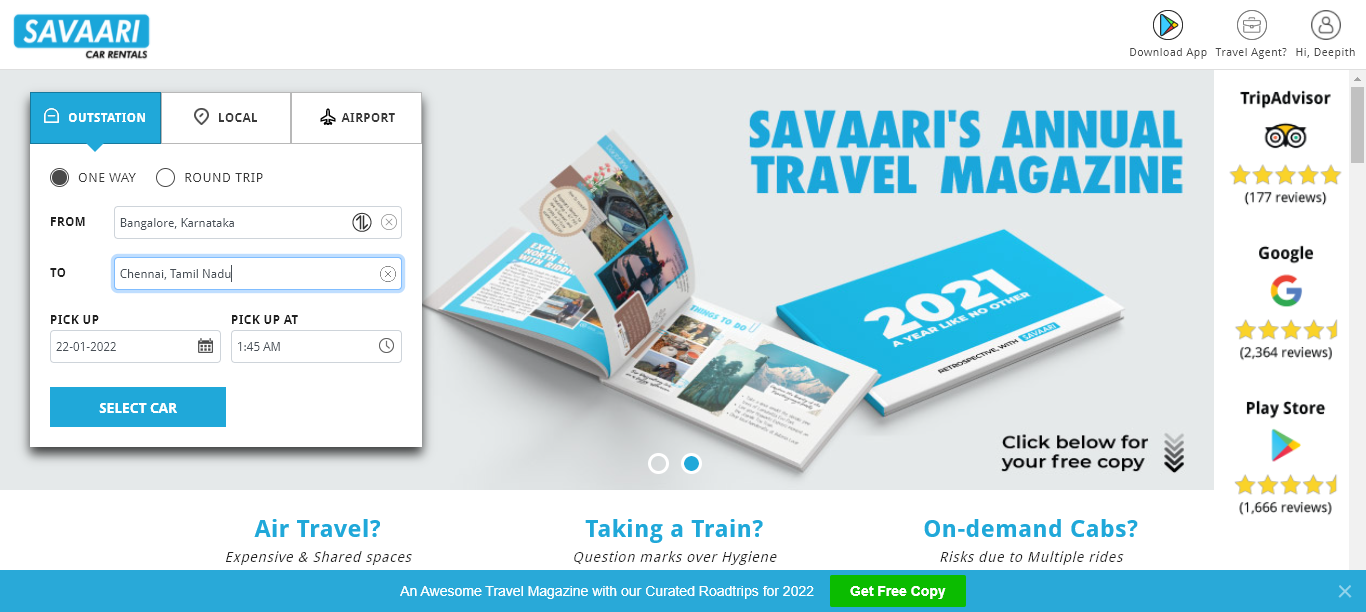 SAVAARI
CAR RENTALS
Download App
Travel Agent?
Hi, Deepith
OUTSTATION
LOCAL
AIRPORT
ONE WAY
ROUND TRIP
FROM
Bangalore, Karnataka
TO
Chennai, Tamil Nadu
PICK UP
PICK UP AT
22-01-2022
1:45 AM
SELECT CAR
SAVAARI'S ANNUAL
TRAVEL MAGAZINE
THINGS TO DO
2021
A YEAR LIKE NO OTHER
RETROSPECTIVE, WITH SAVAARI
Click below for
your free copy
TripAdvisor
(177 reviews)
Google
(2,364 reviews)
Play Store
(1,666 reviews)
Air Travel?
Expensive & Shared spaces
Taking a Train?
Question marks over Hygiene
On-demand Cabs?
Risks due to Multiple rides
An Awesome Travel Magazine with our Curated Roadtrips for 2022
Get Free Copy